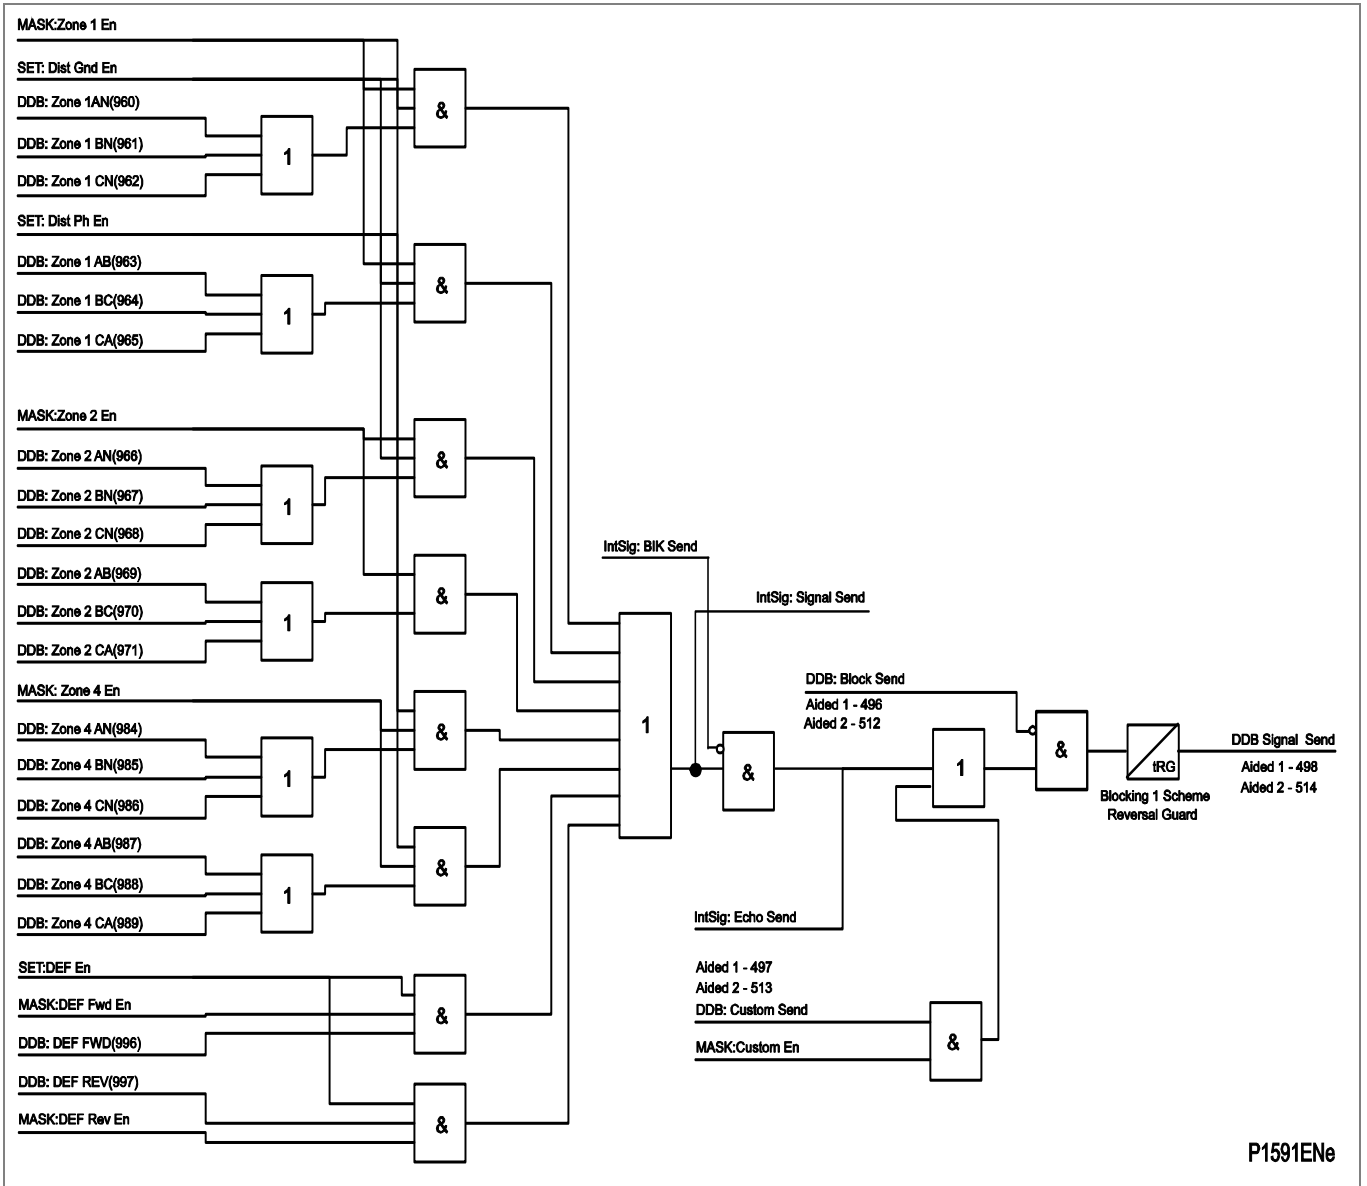 MASK:Zone 1 En
SET: Dist Gnd En
DDB: Zone 1AN(960)
DDB: Zone 1 BN(961)
DDB: Zone 1 CN(962)
SET: Dist Ph En
DDB: Zone 1 AB(963)
DDB: Zone 1 BC(964)
DDB: Zone 1 CA(965)
MASK:Zone 2 En
DDB: Zone 2 AN(966)
DDB: Zone 2 BN(967)
DDB: Zone 2 CN(968)
DDB: Zone 2 AB(969)
DDB: Zone 2 BC(970)
DDB: Zone 2 CA(971)
MASK: Zone 4 En
DDB: Zone 4 AN(984)
DDB: Zone 4 BN(985)
DDB: Zone 4 CN(986)
DDB: Zone 4 AB(987)
DDB: Zone 4 BC(988)
DDB: Zone 4 CA(989)
SET:DEF En
MASK:DEF Fwd En
DDB: DEF FWD(996)
DDB: DEF REV(997)
MASK:DEF Rev En
1
1
1
1
1
1
&
&
&
&
&
&
&
&
1
IntSig: BlK Send
IntSig: Signal Send
&
DDB: Block Send
Aided 1 - 496
Aided 2 - 512
1
&
tRG
Blocking 1 Scheme
Reversal Guard
DDB Signal Send
Aided 1 - 498
Aided 2 - 514
IntSig: Echo Send
Aided 1 - 497
Aided 2 - 513
DDB: Custom Send
MASK:Custom En
&
P1591ENe